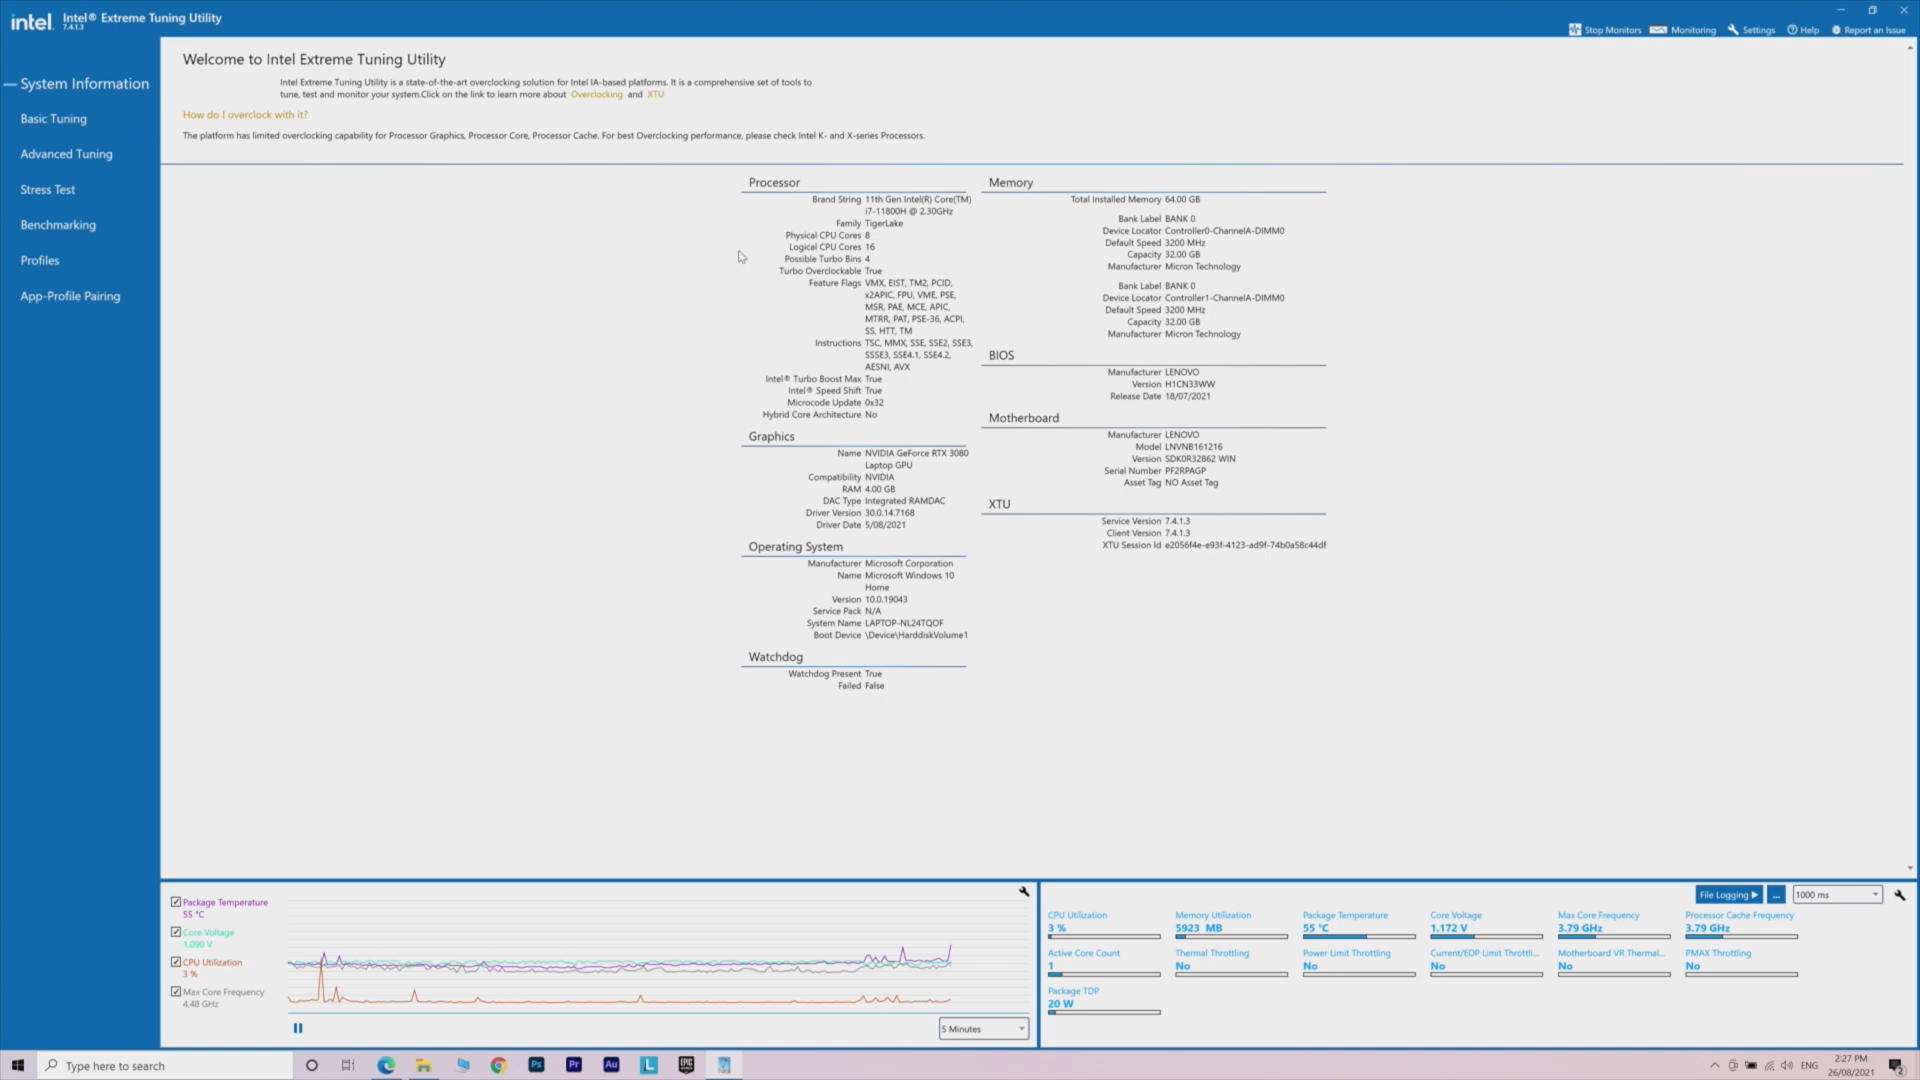 intel. Intel® Extreme Tuning Utility
7.4.1.3
Stop Monitors Monitoring Settings Help Report an Issue
System Information
Basic Tuning
Advanced Tuning
Stress Test
Benchmarking
Profiles
App-Profile Pairing
Welcome to Intel Extreme Tuning Utility
Intel Extreme Tuning Utility is a state-of-the-art overclocking solution for Intel IA-based platforms. It is a comprehensive set of tools to
tune, test and monitor your system.Click on the link to learn more about Overclocking and XTU
How do I overclock with it?
The platform has limited overclocking capability for Processor Graphics, Processor Core, Processor Cache. For best Overclocking performance, please check Intel K- and X-series Processors.
Processor
Brand String 11th Gen Intel(R) Core(TM)
i7-11800H @ 2.30GHz
Family TigerLake
Physical CPU Cores 8
Logical CPU Cores 16
Possible Turbo Bins 4
Turbo Overclockable True
Feature Flags VMX, EIST, TM2, PCID,
x2APIC, FPU, VME, PSE,
MSR, PAE, MCE, APIC,
MTRR, PAT, PSE-36, ACPI,
SS, HTT, TM
Instructions TSC, MMX, SSE, SSE2, SSE3,
SSSE3, SSE4.1, SSE4.2,
AESNI, AVX
Intel® Turbo Boost Max True
Intel® Speed Shift True
Microcode Update 0x32
Hybrid Core Architecture No
Graphics
Name NVIDIA GeForce RTX 3080
Laptop GPU
Compatibility NVIDIA
RAM 4.00 GB
DAC Type Integrated RAMDAC
Driver Version 30.0.14.7168
Driver Date 5/08/2021
Operating System
Manufacturer Microsoft Corporation
Name Microsoft Windows 10
Home
Version 10.0.19043
Service Pack N/A
System Name LAPTOP-NL24TQOF
Boot Device \Device\HarddiskVolume1
Watchdog
Watchdog Present True
Failed False
Memory
Total Installed Memory 64.00 GB
Bank Label BANK 0
Device Locator Controller0-ChannelA-DIMM0
Default Speed 3200 MHz
Capacity 32.00 GB
Manufacturer Micron Technology
Bank Label BANK 0
Device Locator Controller1-ChannelA-DIMM0
Default Speed 3200 MHz
Capacity 32.00 GB
Manufacturer Micron Technology
BIOS
Manufacturer LENOVO
Version H1CN33WW
Release Date 18/07/2021
Motherboard
Manufacturer LENOVO
Model LNVNB161216
Version SDK0R32862 WIN
Serial Number PF2RPAGP
Asset Tag NO Asset Tag
XTU
Service Version 7.4.1.3
Client Version 7.4.1.3
XTU Session Id e2056f4e-e93f-4123-ad9f-74b0a58c44df
Package Temperature
55 °C
Core Voltage
1.090 V
CPU Utilization
3 %
Max Core Frequency
4.48 GHz
5 Minutes
File Logging ... 1000 ms
CPU Utilization Memory Utilization Package Temperature Core Voltage Max Core Frequency Processor Cache Frequency
3 % 5923 MB 55 °C 1.172 V 3.79 GHz 3.79 GHz
Active Core Count Thermal Throttling Power Limit Throttling Current/EDP Limit Throttli... Motherboard VR Thermal... PMAX Throttling
1 No No No No No
Package TDP
20 W
Type here to search
Ps Pr Au L EPIC
ENG 2:27 PM
26/08/2021
2